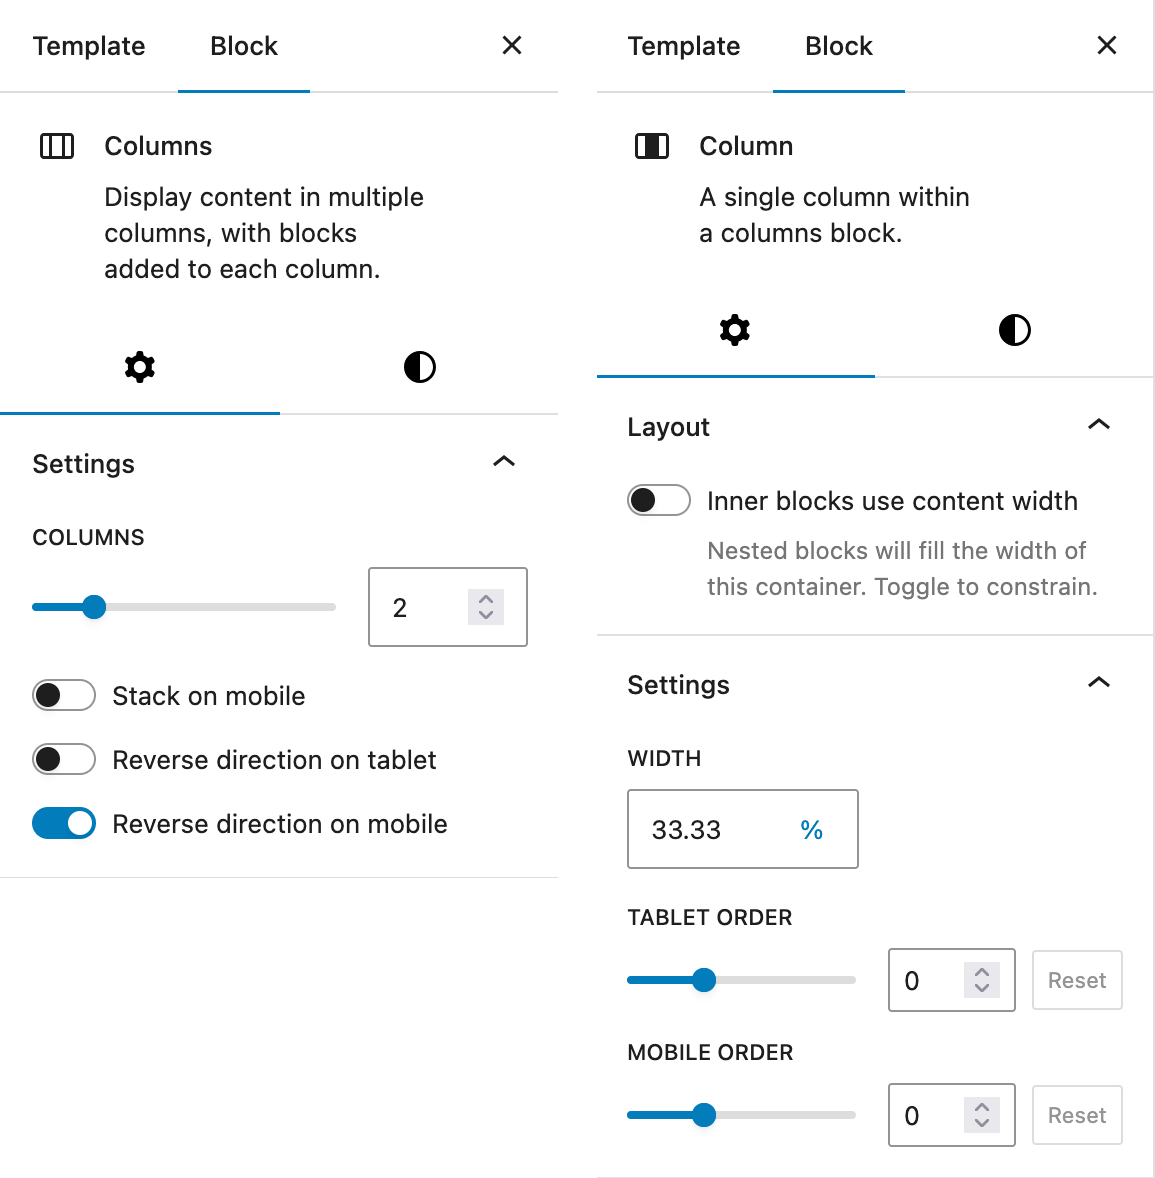 Template Block
Columns
Display content in multiple
columns, with blocks
added to each column.
Settings
COLUMNS
2
Stack on mobile
Reverse direction on tablet
Reverse direction on mobile
Template Block
Column
A single column within
a columns block.
Layout
Inner blocks use content width
Nested blocks will fill the width of
this container. Toggle to constrain.
Settings
WIDTH
33.33 %
TABLET ORDER
0 Reset
MOBILE ORDER
0 Reset